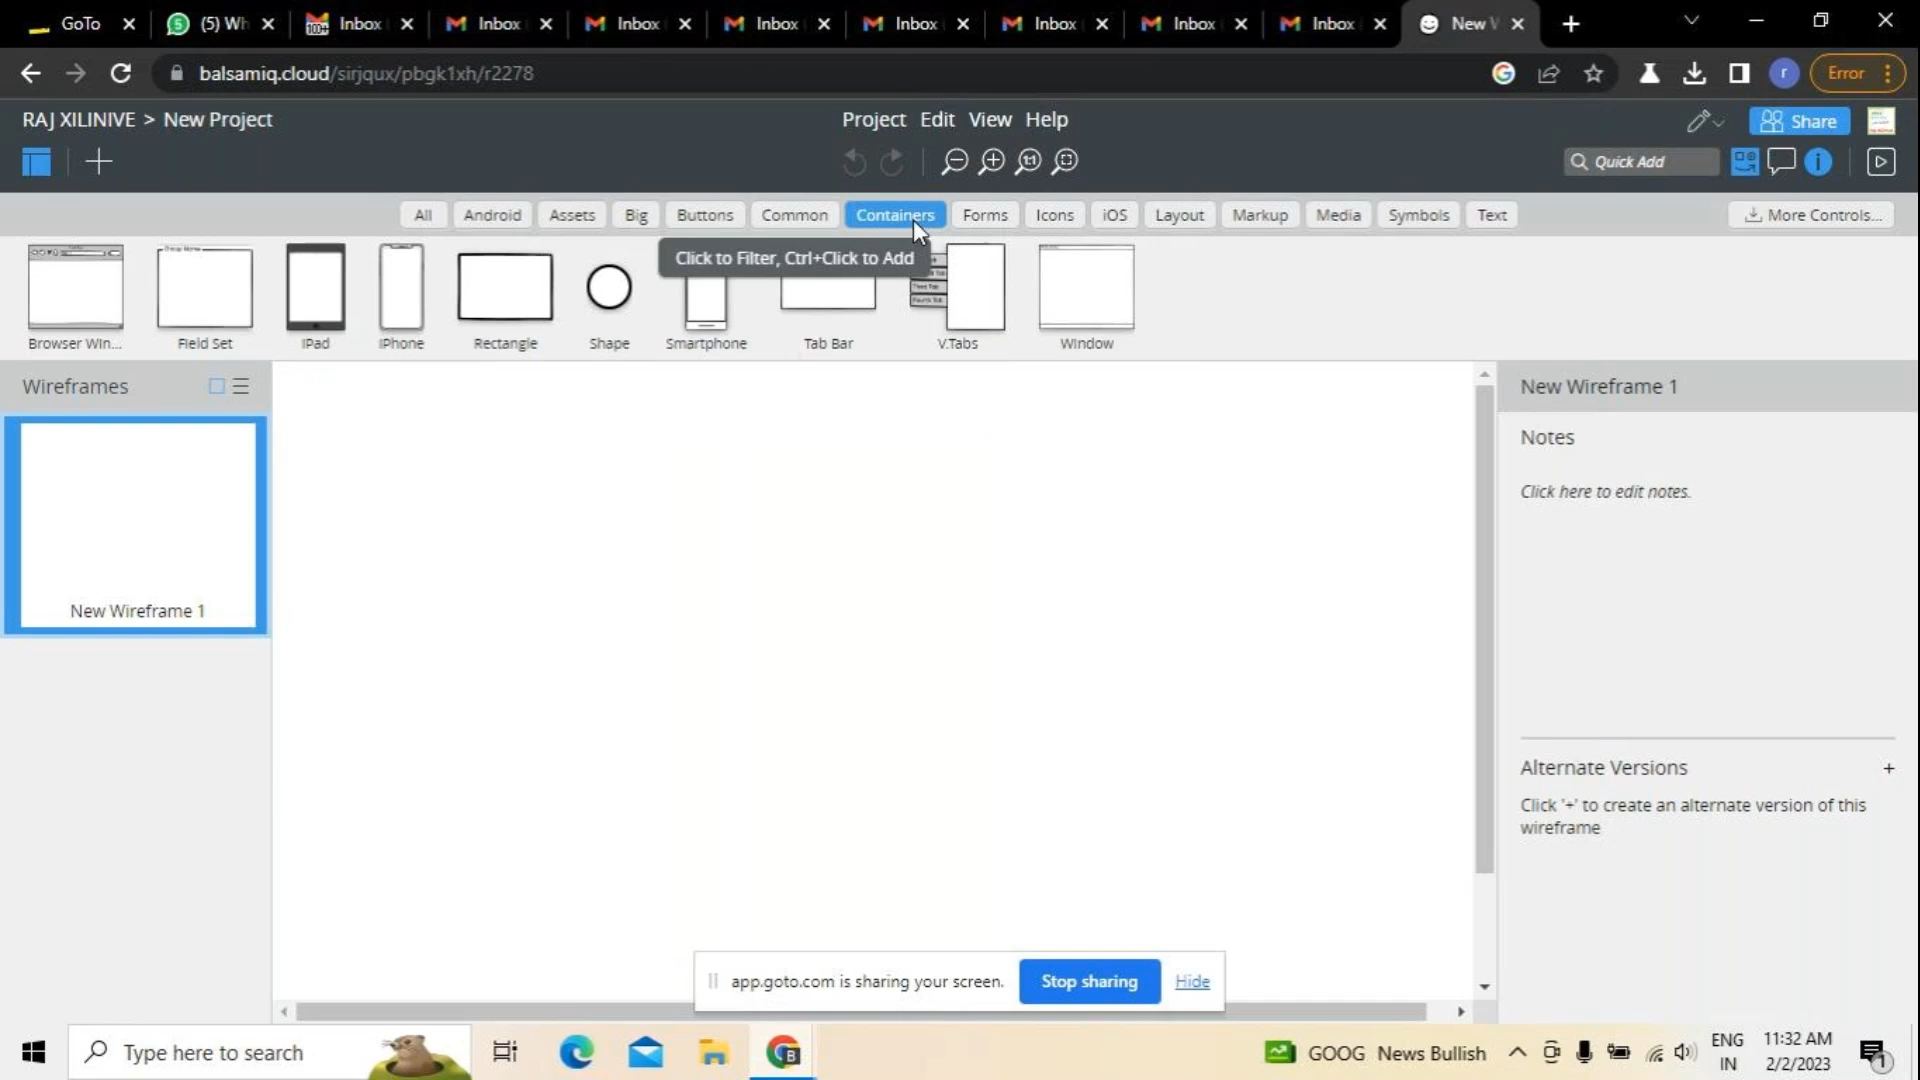 GoTo
(5) Wh
Inbox
Inbox
Inbox
Inbox
Inbox
Inbox
Inbox
Inbox
New
balsamiq.cloud/sirjqux/pbgk1xh/r2278
r
Error
RAJ XILINIVE > New Project
Project Edit View Help
Share
Quick Add
All
Android
Assets
Big
Buttons
Common
Containers
Forms
Icons
iOS
Layout
Markup
Media
Symbols
Text
More Controls...
Click to Filter, Ctrl+Click to Add
Browser Win...
Field Set
iPad
iPhone
Rectangle
Shape
Smartphone
Tab Bar
V.Tabs
Window
Wireframes
New Wireframe 1
New Wireframe 1
Notes
Click here to edit notes.
Alternate Versions +
Click '+' to create an alternate version of this
wireframe
app.goto.com is sharing your screen.
Stop sharing
Hide
Type here to search
GOOG News Bullish
ENG
IN
11:32 AM
2/2/2023
1